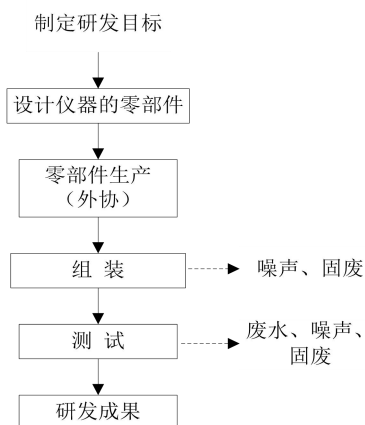 制定研发目标
设计仪器的零部件
零部件生产
（外协）
组 装
噪声、固废
测 试
废水、噪声、
固废
研发成果